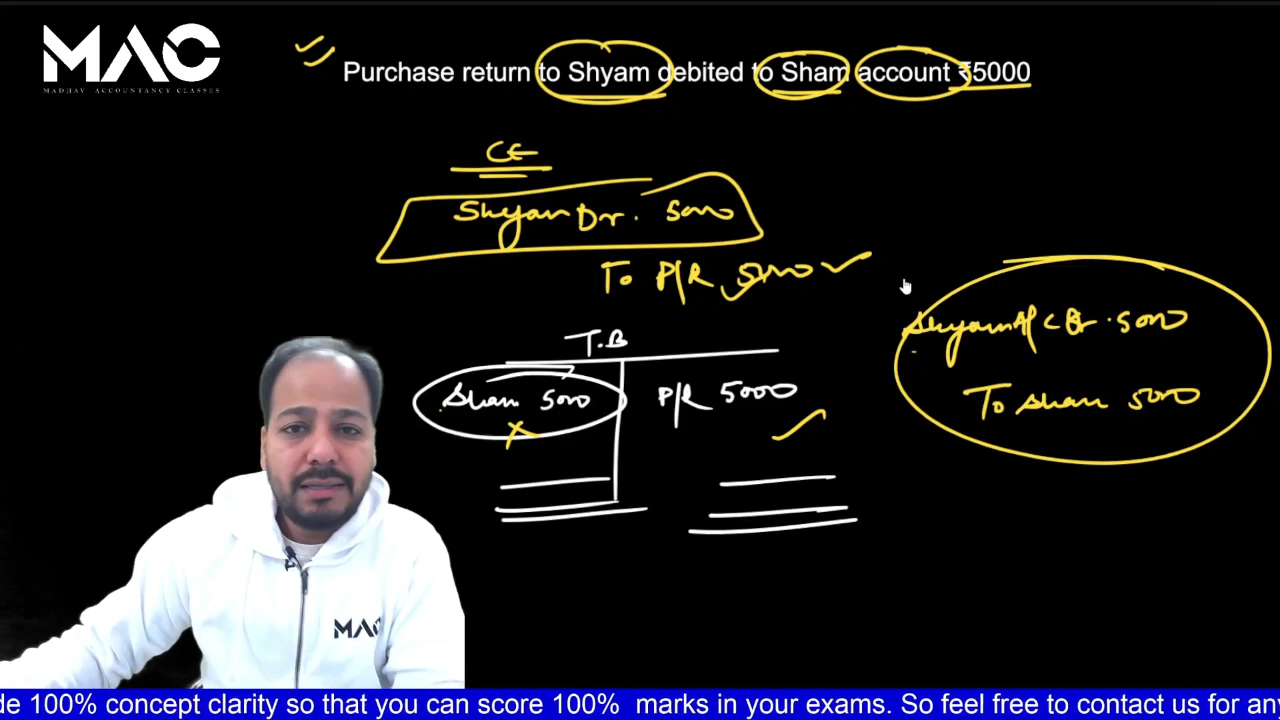 MAC
MADHAV ACCOUNTANCY CLASSES
Purchase return to Shyam debited to Sham account ₹5000
CE
Shyam Dr. 5000
To P/R 5000
T.B
Sham 5000 P/R 5000
Shyam A/c Dr. 5000
To Sham 5000
MAC
de 100% concept clarity so that you can score 100% marks in your exams. So feel free to contact us for an